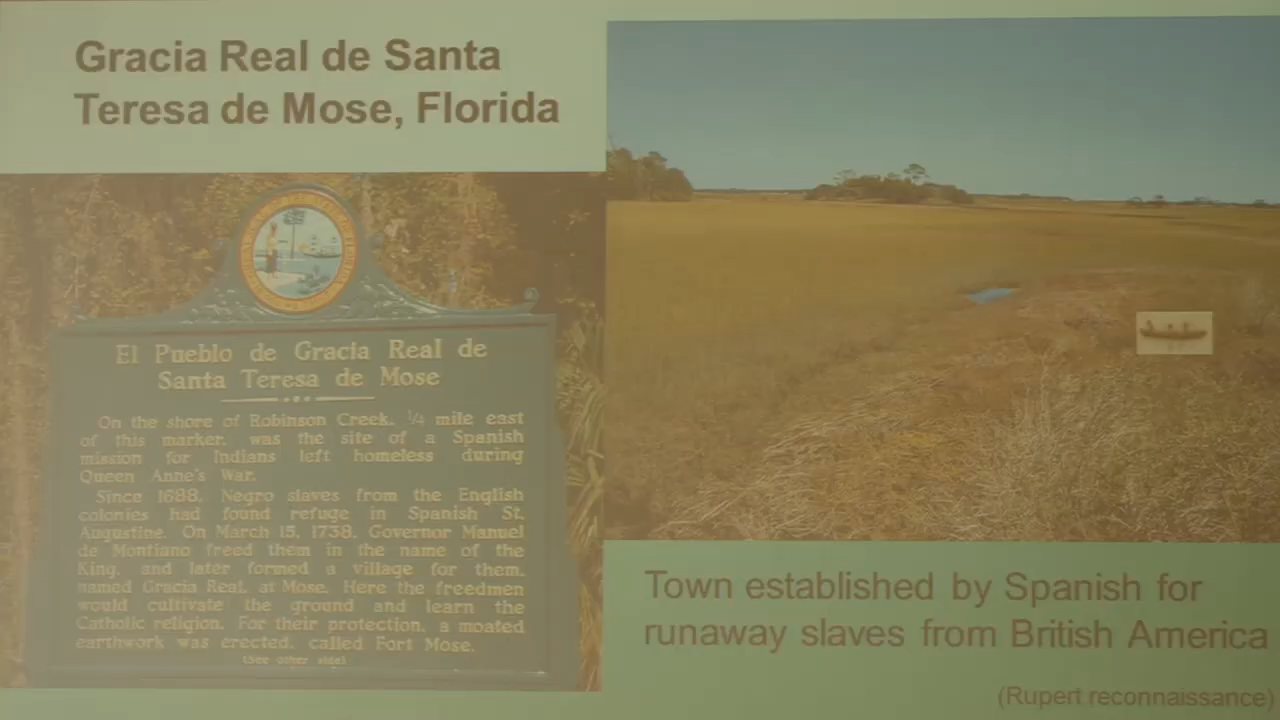 Gracia Real de Santa
Teresa de Mose, Florida
El Pueblo de Gracia Real de
Santa Teresa de Mose
On the shore of Robinson Creek, 1/4 mile east
of this marker, was the site of a Spanish
mission for Indians left homeless during
Queen Anne's War.
Since 1688, Negro slaves from the English
colonies had found refuge in Spanish St.
Augustine. On March 15, 1738, Governor Manuel
de Montiano freed them in the name of the
King, and later formed a village for them,
named Gracia Real, at Mose. Here the freedmen
would cultivate the ground and learn the
Catholic religion. For their protection, a moated
earthwork was erected, called Fort Mose.
(See other side)
Town established by Spanish for
runaway slaves from British America
(Rupert reconnaissance)